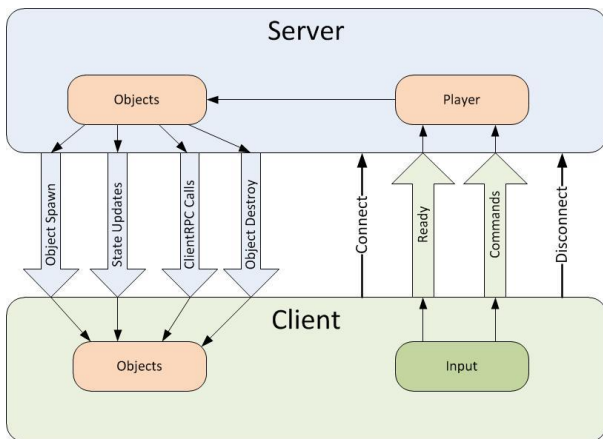 Server
Objects
Player
Object Spawn
State Updates
ClientRPC Calls
Object Destroy
Connect
Ready
Commands
Disconnect
Client
Objects
Input